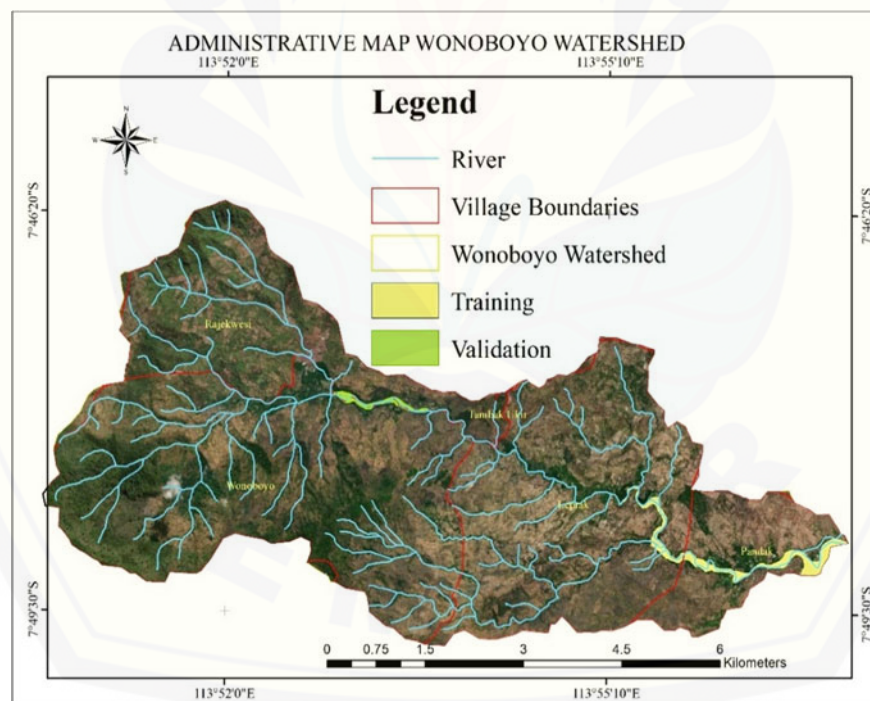 ADMINISTRATIVE MAP WONOBOYO WATERSHED
113°52'0"E
113°55'10"E
Legend
N
W
E
S
River
7°46'20"S
7°46'20"S
Village Boundaries
Wonoboyo Watershed
Training
Rajekwesi
Validation
Wonoboyo
Leprak
Pandak
7°49'30"S
7°49'30"S
0 0.75 1.5 3 4.5 6
Kilometers
113°52'0"E
113°55'10"E